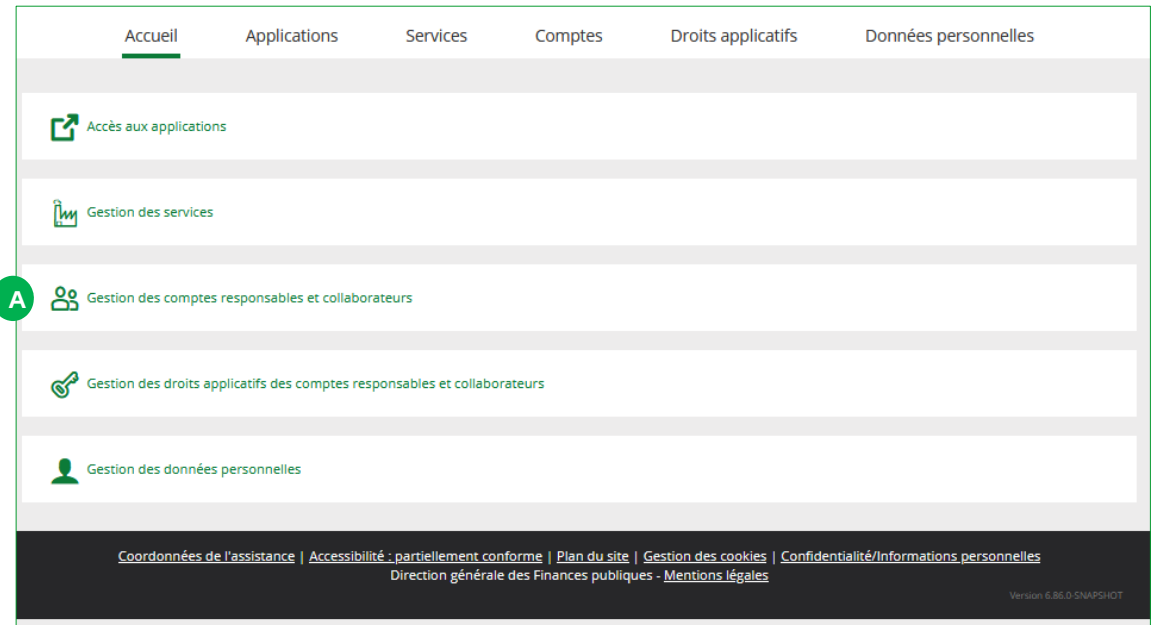 Accueil Applications Services Comptes Droits applicatifs Données personnelles
Accès aux applications
Gestion des services
A Gestion des comptes responsables et collaborateurs
Gestion des droits applicatifs des comptes responsables et collaborateurs
Gestion des données personnelles
Coordonnées de l'assistance | Accessibilité : partiellement conforme | Plan du site | Gestion des cookies | Confidentialité/Informations personnelles
Direction générale des Finances publiques - Mentions légales
Version 6.86.0-SNAPSHOT